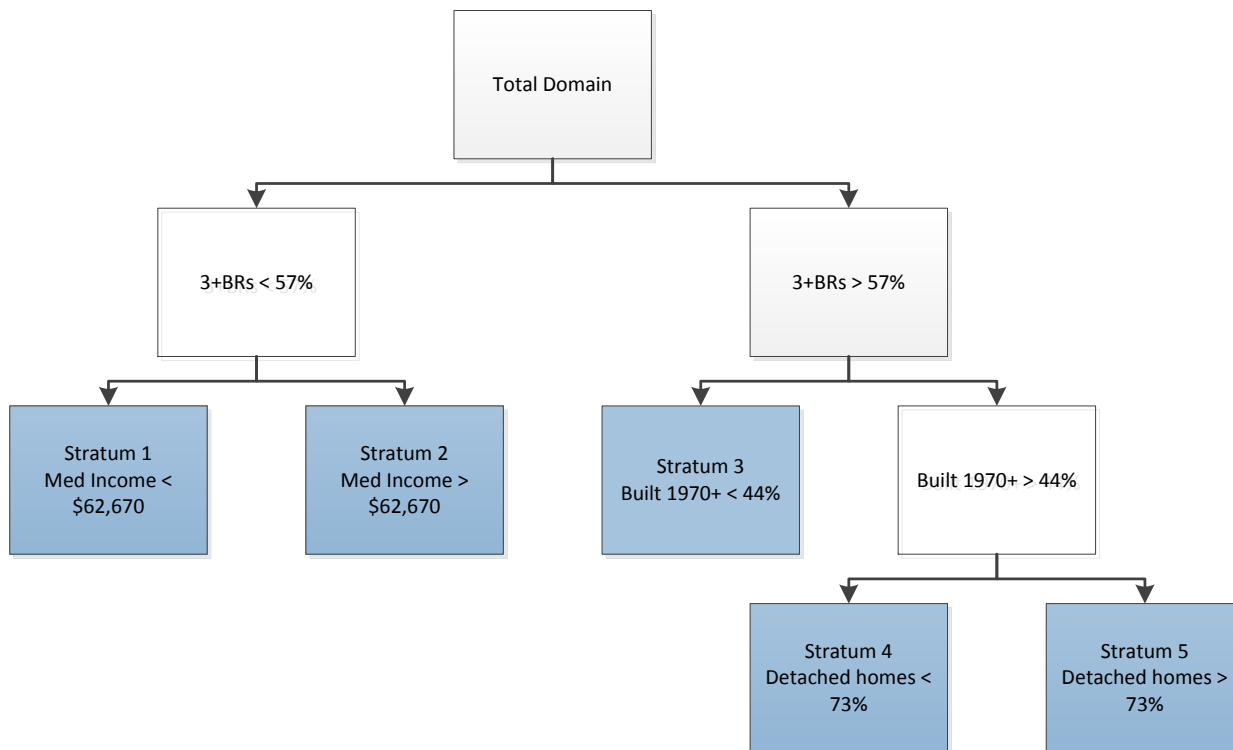 Total Domain
3+BRs < 57%
3+BRs > 57%
Stratum 1
Med Income <
$62,670
Stratum 2
Med Income >
$62,670
Stratum 3
Built 1970+ < 44%
Built 1970+ > 44%
Stratum 4
Detached homes <
73%
Stratum 5
Detached homes >
73%